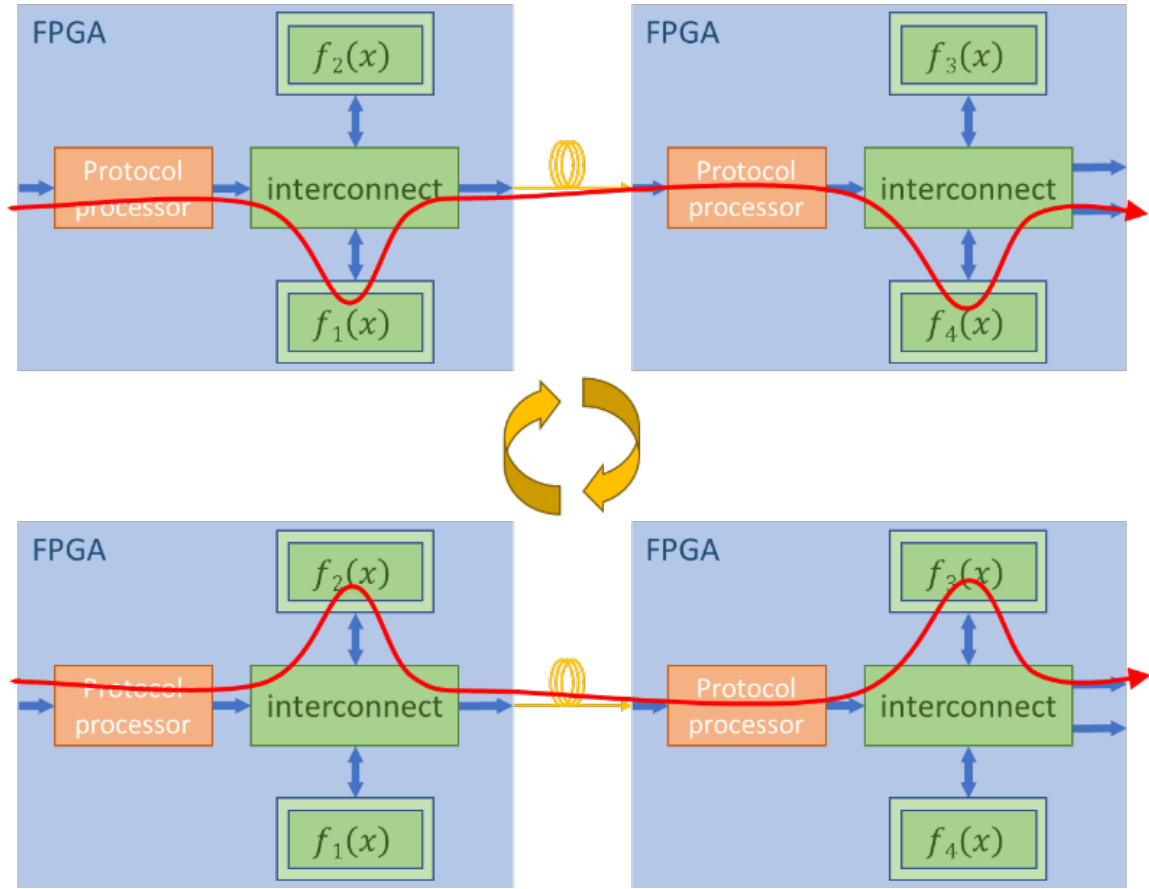 FPGA
f₂(x)
Protocol
processor
interconnect
f₁(x)
FPGA
f₃(x)
Protocol
processor
interconnect
f₄(x)
FPGA
f₂(x)
Protocol
processor
interconnect
f₁(x)
FPGA
f₃(x)
Protocol
processor
interconnect
f₄(x)